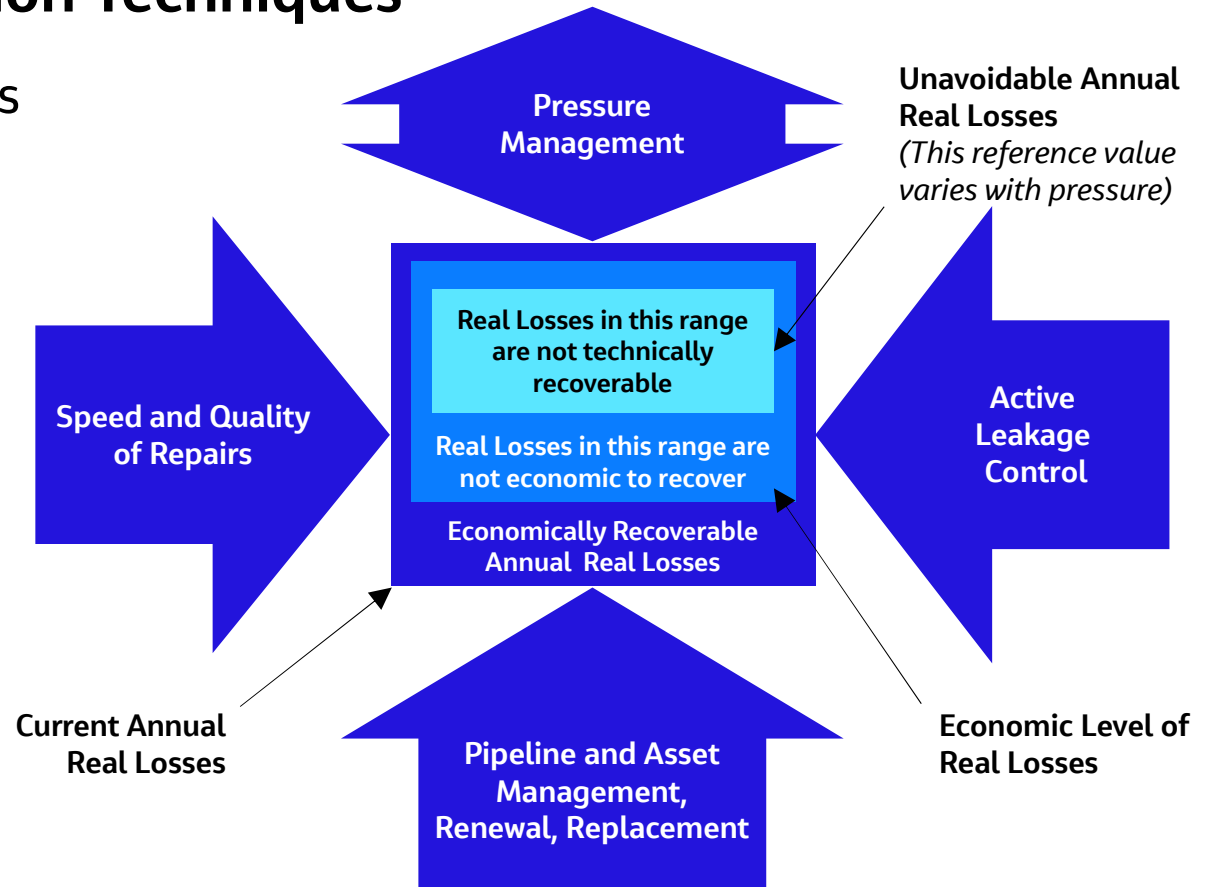 Techniques
Pressure
Management
Unavoidable Annual
Real Losses
(This reference value
varies with pressure)
Real Losses in this range
are not technically
recoverable
Speed and Quality
of Repairs
Active
Leakage
Control
Real Losses in this range are
not economic to recover
Economically Recoverable
Annual Real Losses
Current Annual
Real Losses
Pipeline and Asset
Management,
Renewal, Replacement
Economic Level of
Real Losses